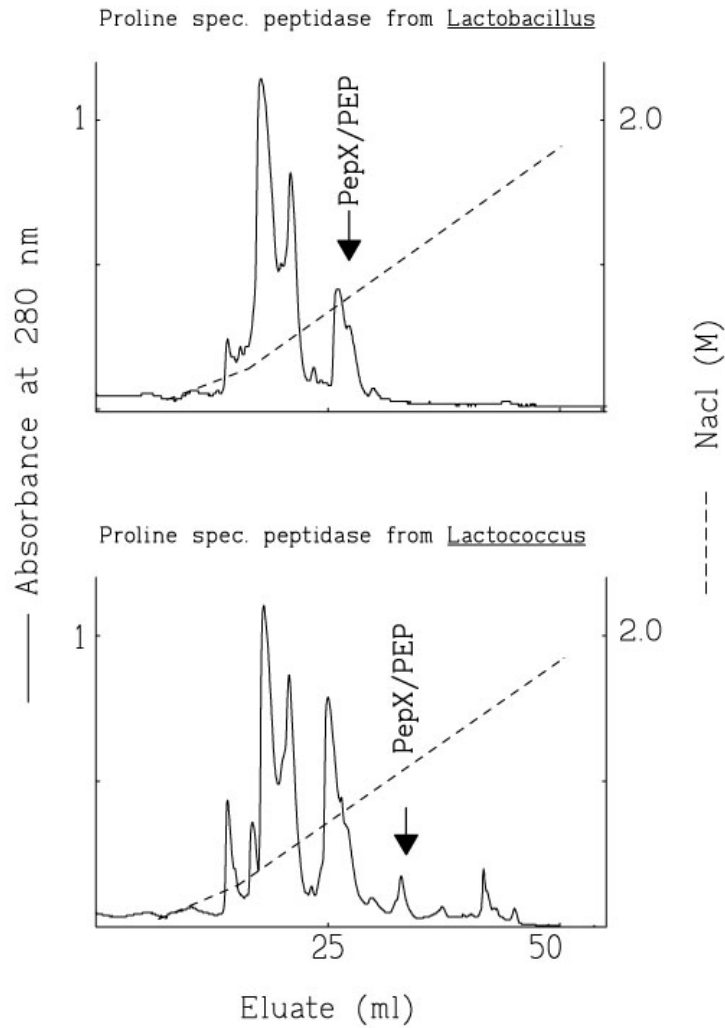 Proline spec. peptidase from Lactobacillus
1
2.0
PepX/PEP
Absorbance at 280 nm
Nacl (M)
Proline spec. peptidase from Lactococcus
1
2.0
PepX/PEP
25
50
Eluate (ml)